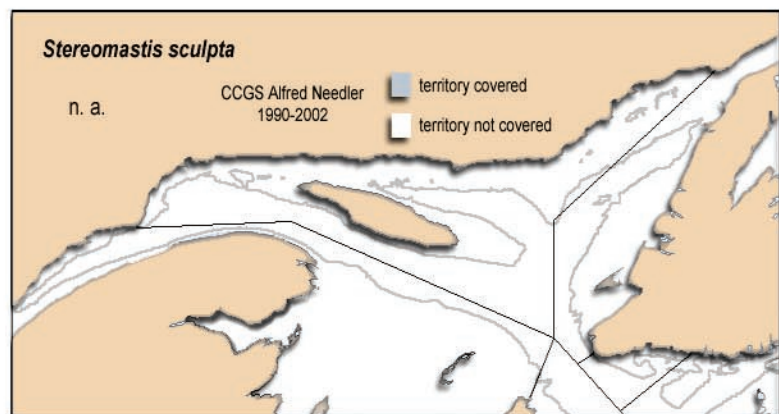 Stereomastis sculpta
n. a.
CCGS Alfred Needler
1990-2002
territory covered
territory not covered